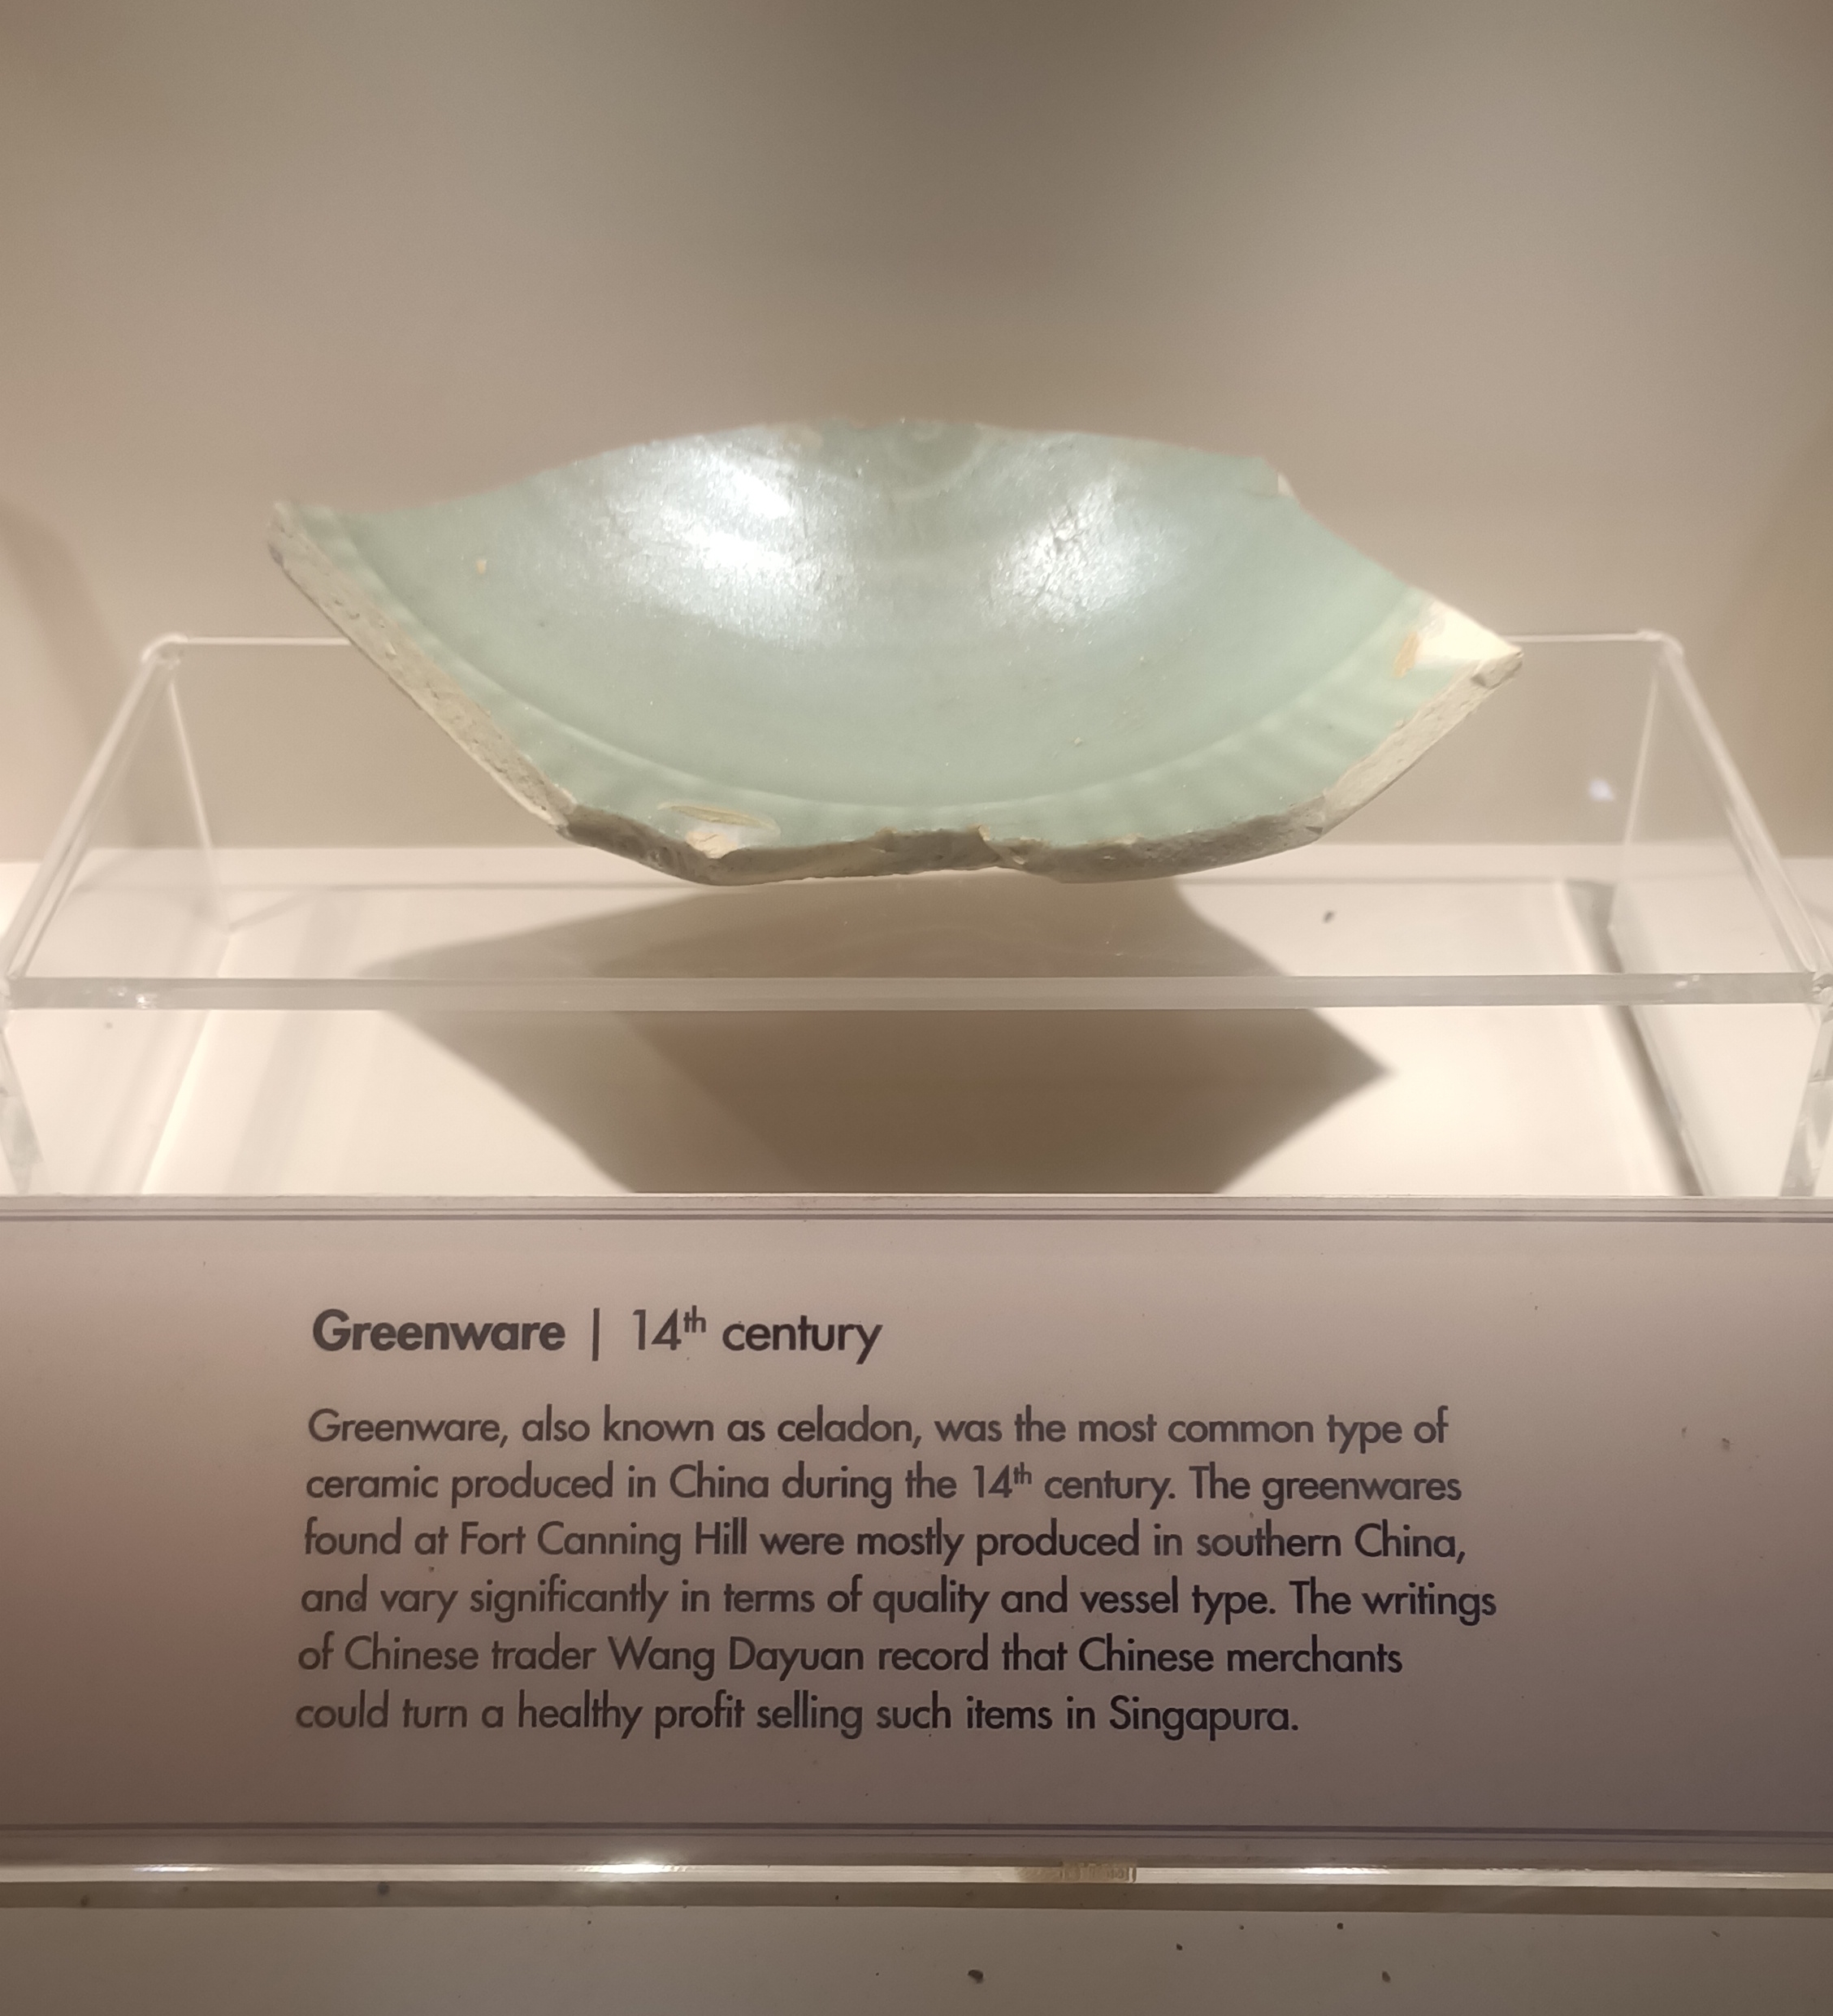 Greenware | 14th century
Greenware, also known as celadon, was the most common type of
ceramic produced in China during the 14th century. The greenwares
found at Fort Canning Hill were mostly produced in southern China,
and vary significantly in terms of quality and vessel type. The writings
of Chinese trader Wang Dayuan record that Chinese merchants
could turn a healthy profit selling such items in Singapura.